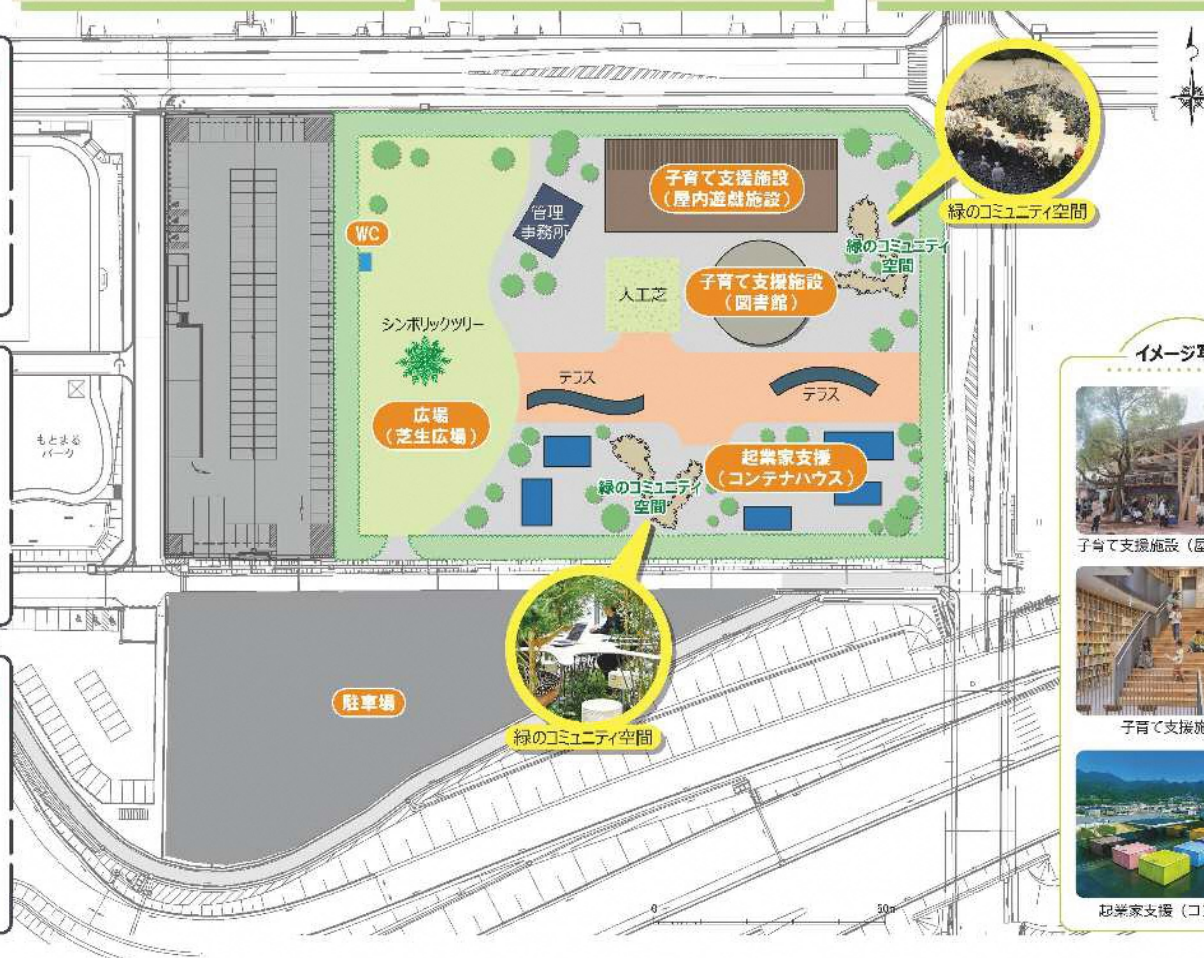 緑のコミュニティ空間
子育て支援施設
(屋内遊戯施設)
管理
事務所
WC
緑のコミュニティ
空間
人工芝
子育て支援施設
(図書館)
シンボリックツリー
テラス
テラス
広場
(芝生広場)
起業家支援
(コンテナハウス)
緑のコミュニティ
空間
もとまち
パーク
緑のコミュニティ空間
駐車場
0
50m
イメージ
子育て支援施設(屋
子育て支援施
起業家支援(コ